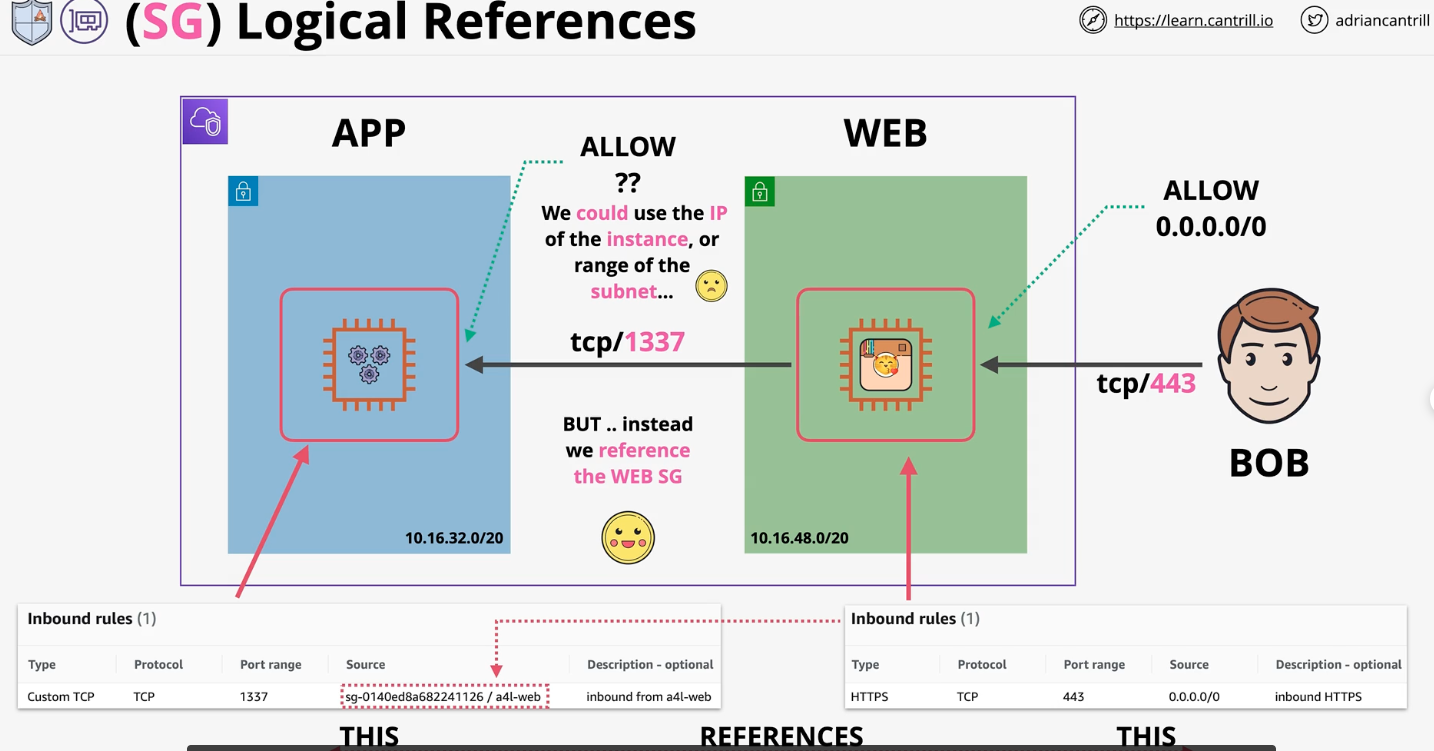 (SG) Logical References
https://learn.cantrill.io
adriancantrill
APP
WEB
ALLOW
??
We could use the IP
of the instance, or
range of the
subnet...
tcp/1337
BUT .. instead
we reference
the WEB SG
10.16.32.0/20
10.16.48.0/20
ALLOW
0.0.0.0/0
tcp/443
BOB
Inbound rules (1)
Type Protocol Port range Source Description - optional
Custom TCP TCP 1337 sg-0140ed8a682241126 / a4l-web inbound from a4l-web
Inbound rules (1)
Type Protocol Port range Source Description - optional
HTTPS TCP 443 0.0.0.0/0 inbound HTTPS
THIS REFERENCES THIS